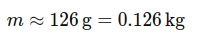 m ≈ 126 g = 0.126 kg